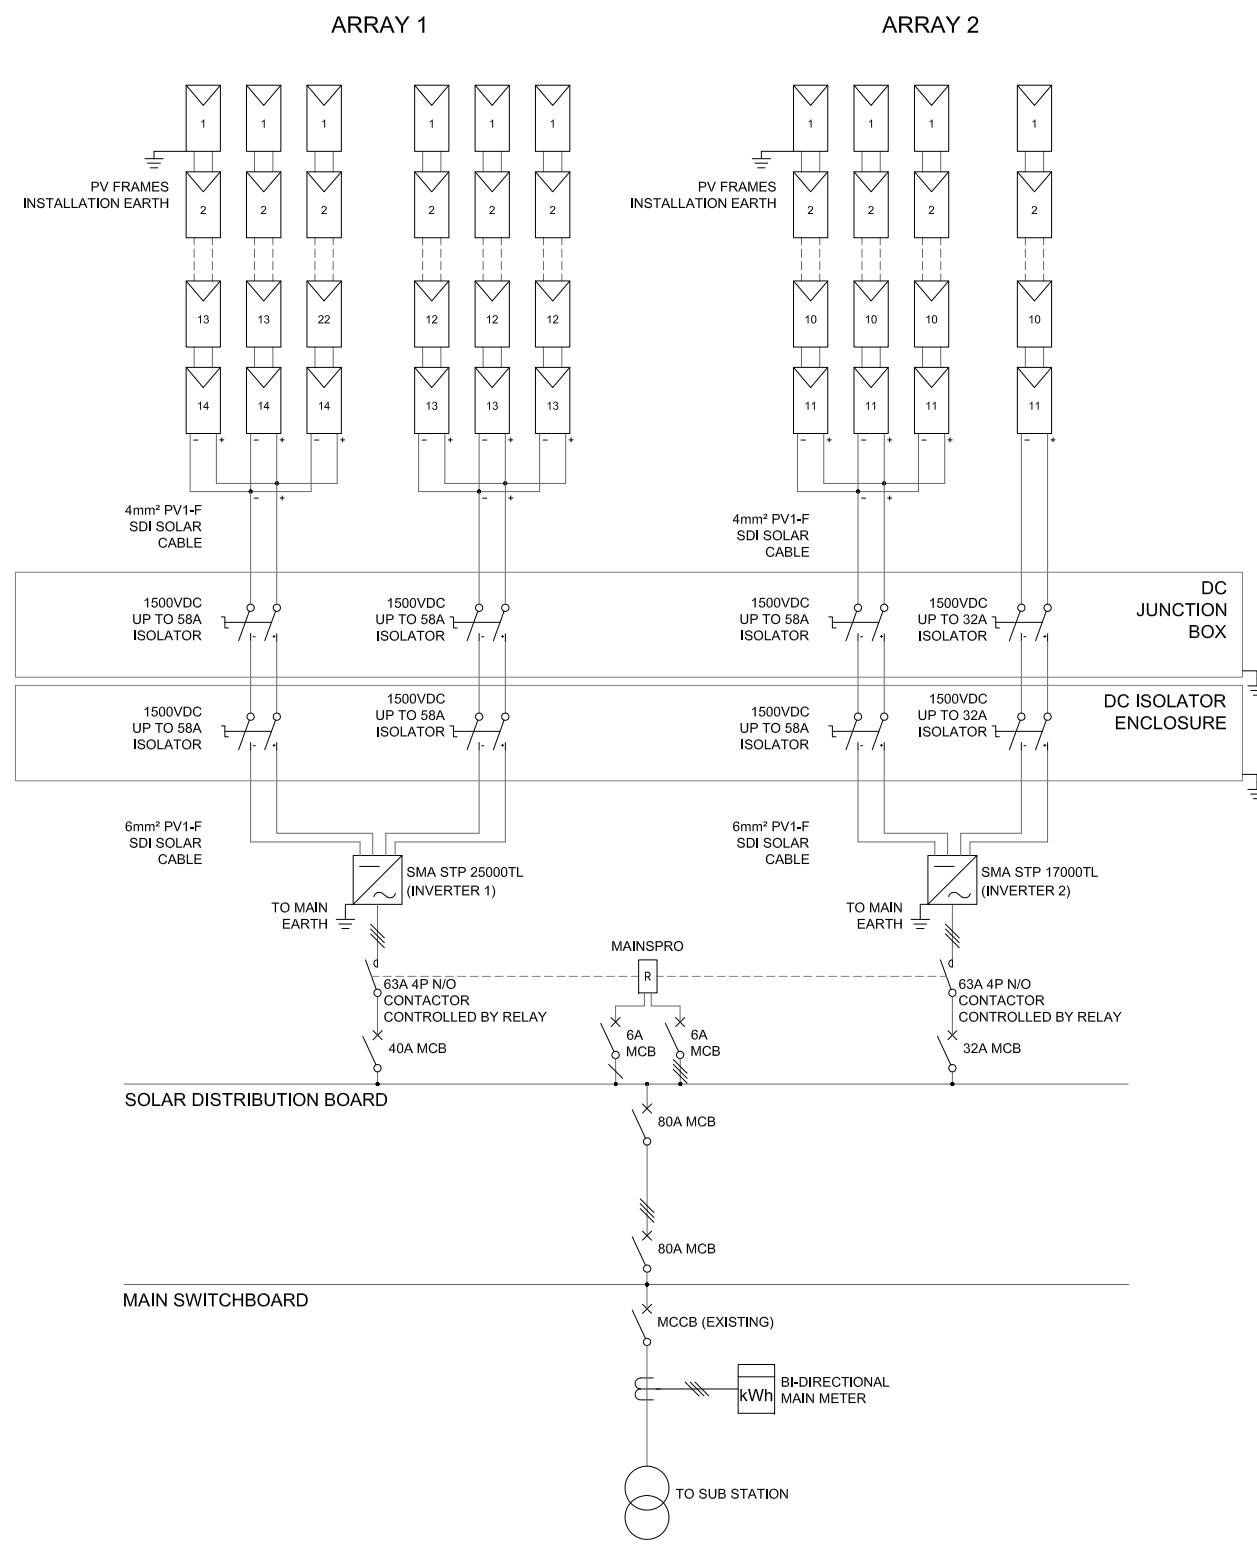 ARRAY 1
ARRAY 2
1 1 1 1 1 1 1 1 1 1
PV FRAMES
INSTALLATION EARTH
PV FRAMES
INSTALLATION EARTH
2 2 2 2 2 2 2 2 2 2
13 13 22 12 12 12 10 10 10 10
14 14 14 13 13 13 11 11 11 11
- + - + - + - + - +
- + - + - +
4mm² PV1-F
SDI SOLAR
CABLE
4mm² PV1-F
SDI SOLAR
CABLE
DC
JUNCTION
BOX
1500VDC
UP TO 58A
ISOLATOR
- +
1500VDC
UP TO 58A
ISOLATOR
- +
1500VDC
UP TO 58A
ISOLATOR
- +
1500VDC
UP TO 32A
ISOLATOR
- +
DC ISOLATOR
ENCLOSURE
1500VDC
UP TO 58A
ISOLATOR
- +
1500VDC
UP TO 58A
ISOLATOR
- +
1500VDC
UP TO 58A
ISOLATOR
- +
1500VDC
UP TO 32A
ISOLATOR
- +
6mm² PV1-F
SDI SOLAR
CABLE
6mm² PV1-F
SDI SOLAR
CABLE
SMA STP 25000TL
(INVERTER 1)
SMA STP 17000TL
(INVERTER 2)
TO MAIN
EARTH
TO MAIN
EARTH
MAINSPRO
R
63A 4P N/O
CONTACTOR
CONTROLLED BY RELAY
63A 4P N/O
CONTACTOR
CONTROLLED BY RELAY
40A MCB
6A
MCB
6A
MCB
32A MCB
SOLAR DISTRIBUTION BOARD
80A MCB
80A MCB
MAIN SWITCHBOARD
MCCB (EXISTING)
kWh
BI-DIRECTIONAL
MAIN METER
TO SUB STATION